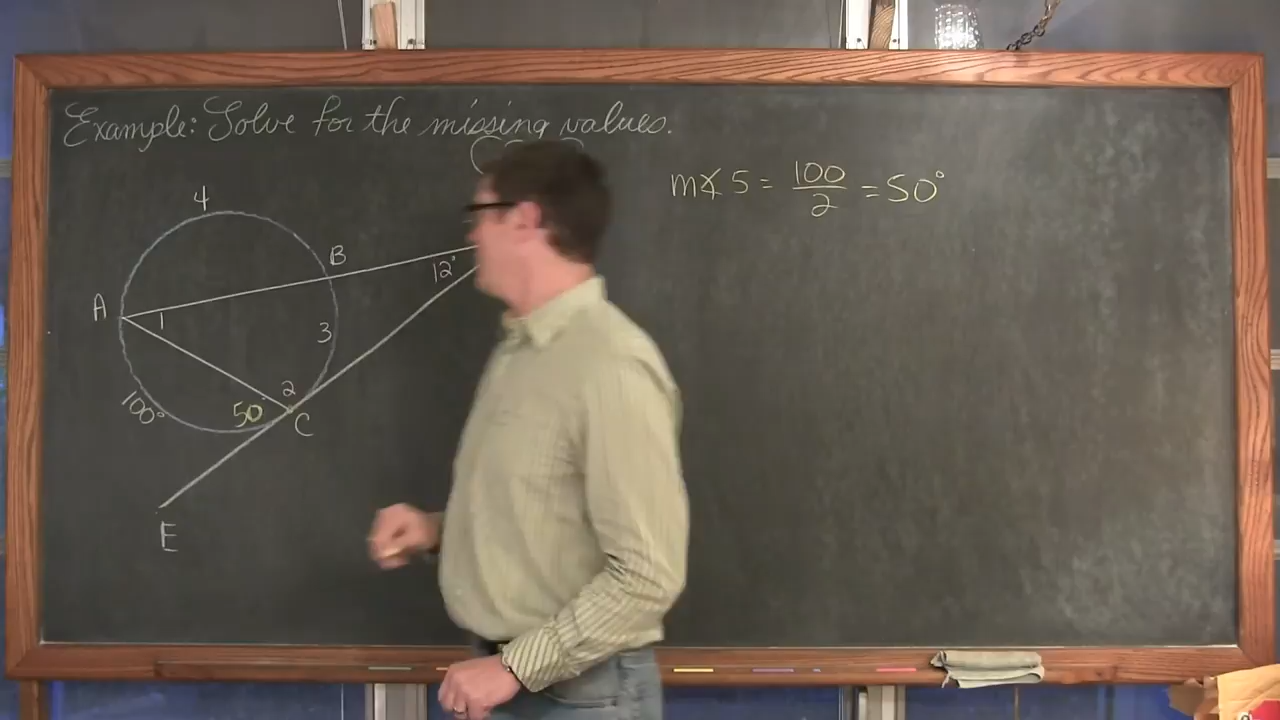 Example: Solve for the missing values.
m∡ 5 = 100/2 = 50°
4
B
12°
A
1
3
2
100°
50
C
E